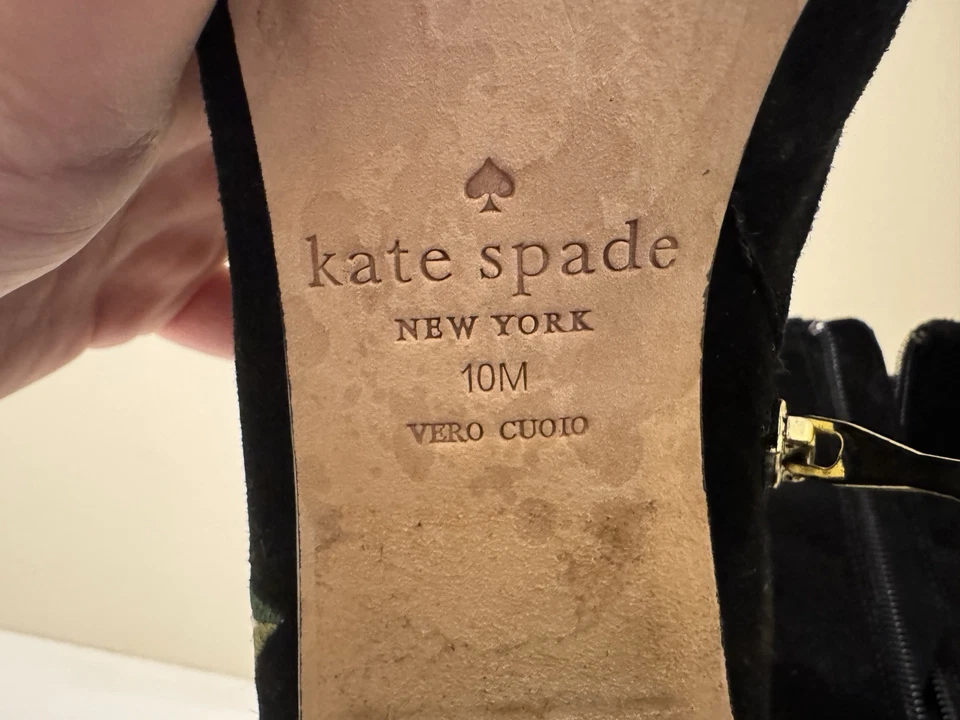 kate spade
NEW YORK
10M
VERO CUOIO